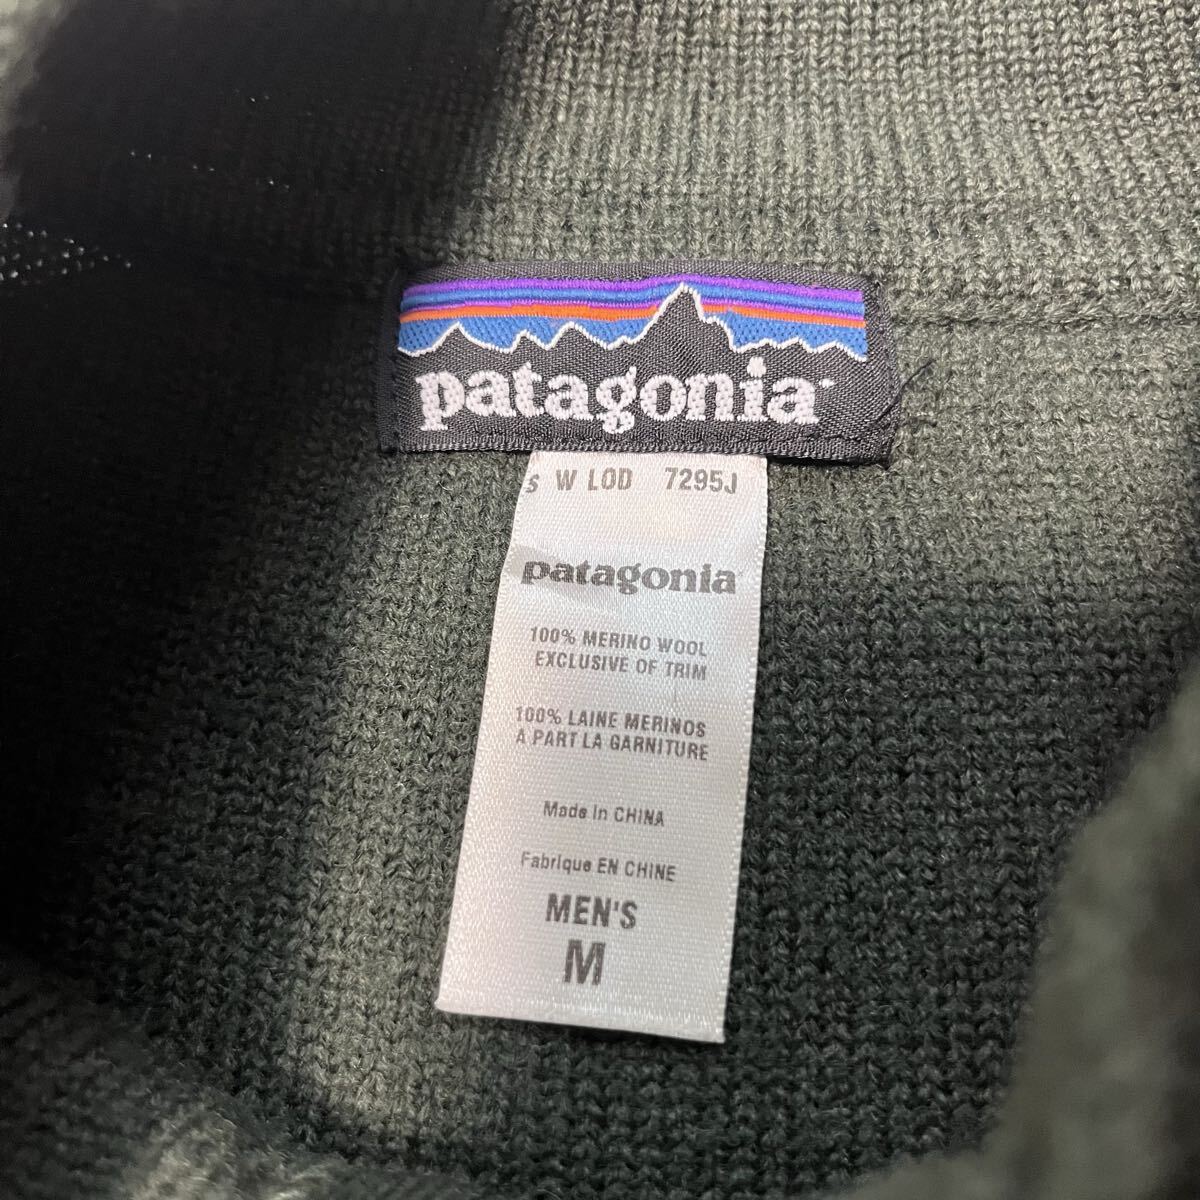 patagonia
S W LOD 7295J
patagonia
100% MERINO WOOL
EXCLUSIVE OF TRIM
100% LAINE MERINOS
À PART LA GARNITURE
Made in CHINA
Fabrique EN CHINE
MEN'S
M